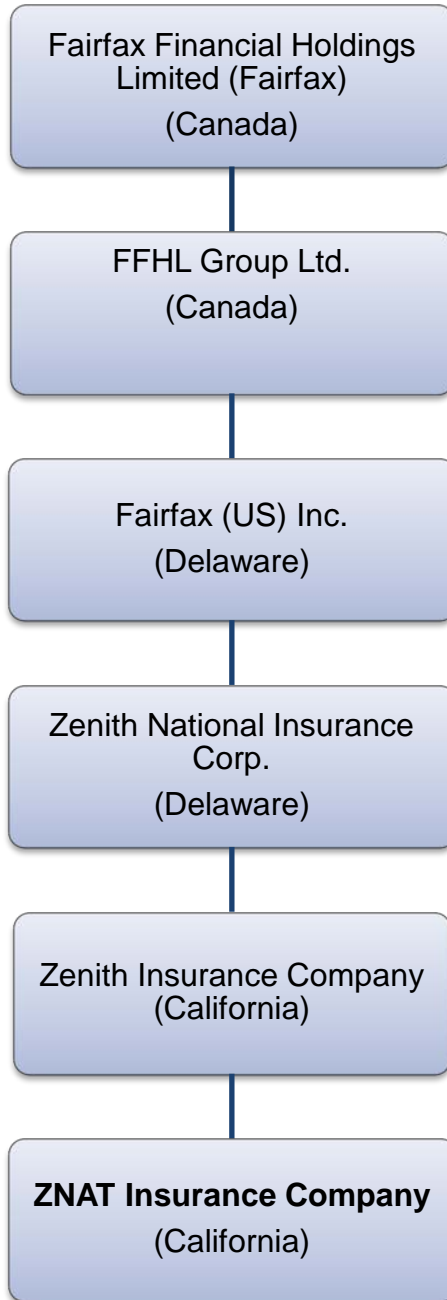 Fairfax Financial Holdings
Limited (Fairfax)
(Canada)
FFHL Group Ltd.
(Canada)
Fairfax (US) Inc.
(Delaware)
Zenith National Insurance
Corp.
(Delaware)
Zenith Insurance Company
(California)
ZNAT Insurance Company
(California)